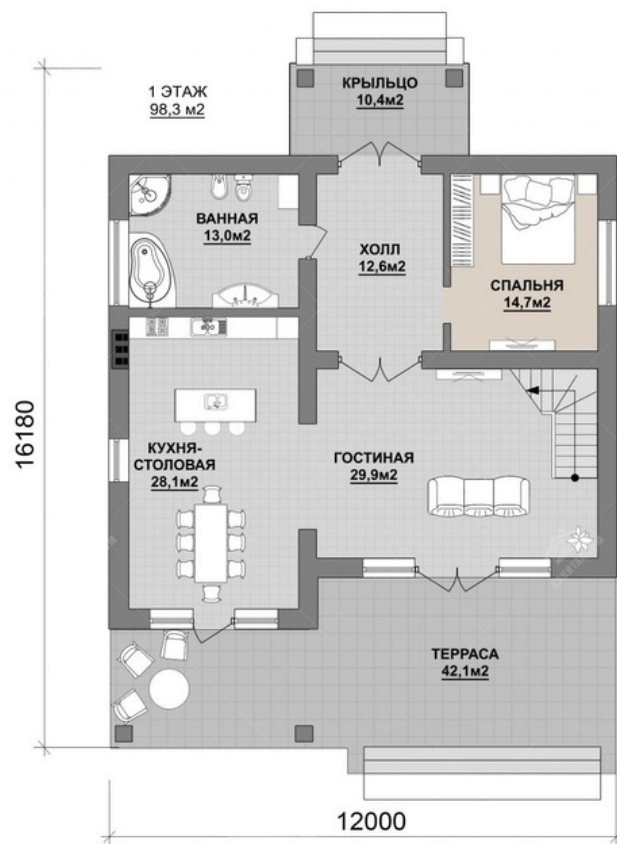 1 ЭТАЖ
98,3 м2
КРЫЛЬЦО
10,4м2
ВАННАЯ
13,0м2
ХОЛЛ
12,6м2
СПАЛЬНЯ
14,7м2
16180
КУХНЯ-
СТОЛОВАЯ
28,1м2
ГОСТИНАЯ
29,9м2
ТЕРРАСА
42,1м2
12000